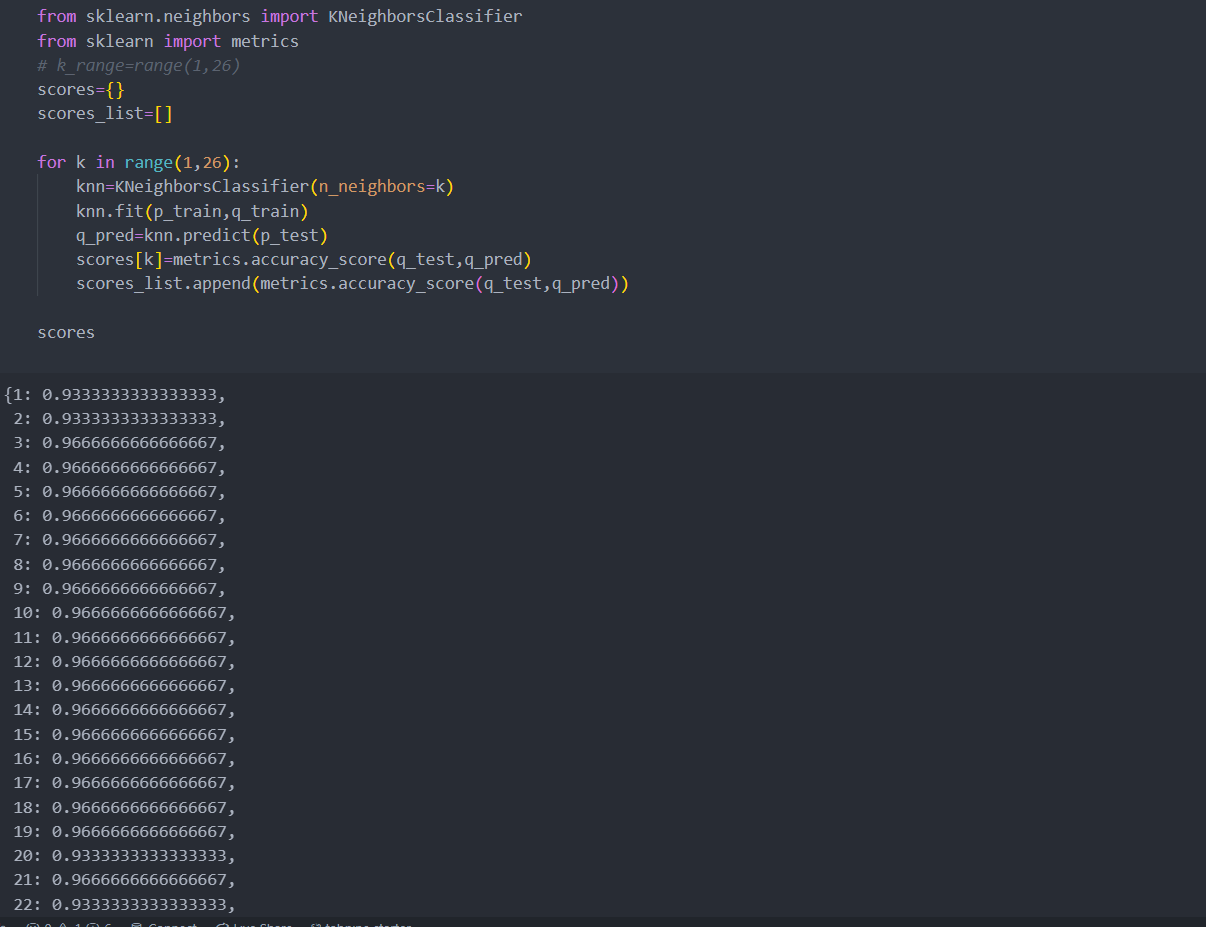 from sklearn.neighbors import KNeighborsClassifier
from sklearn import metrics
# k_range=range(1,26)
scores={}
scores_list=[]
for k in range(1,26):
knn=KNeighborsClassifier(n_neighbors=k)
knn.fit(p_train,q_train)
q_pred=knn.predict(p_test)
scores[k]=metrics.accuracy_score(q_test,q_pred)
scores_list.append(metrics.accuracy_score(q_test,q_pred))
scores
{1: 0.9333333333333333,
2: 0.9333333333333333,
3: 0.9666666666666667,
4: 0.9666666666666667,
5: 0.9666666666666667,
6: 0.9666666666666667,
7: 0.9666666666666667,
8: 0.9666666666666667,
9: 0.9666666666666667,
10: 0.9666666666666667,
11: 0.9666666666666667,
12: 0.9666666666666667,
13: 0.9666666666666667,
14: 0.9666666666666667,
15: 0.9666666666666667,
16: 0.9666666666666667,
17: 0.9666666666666667,
18: 0.9666666666666667,
19: 0.9666666666666667,
20: 0.9333333333333333,
21: 0.9666666666666667,
22: 0.9333333333333333,
Connect Live Share